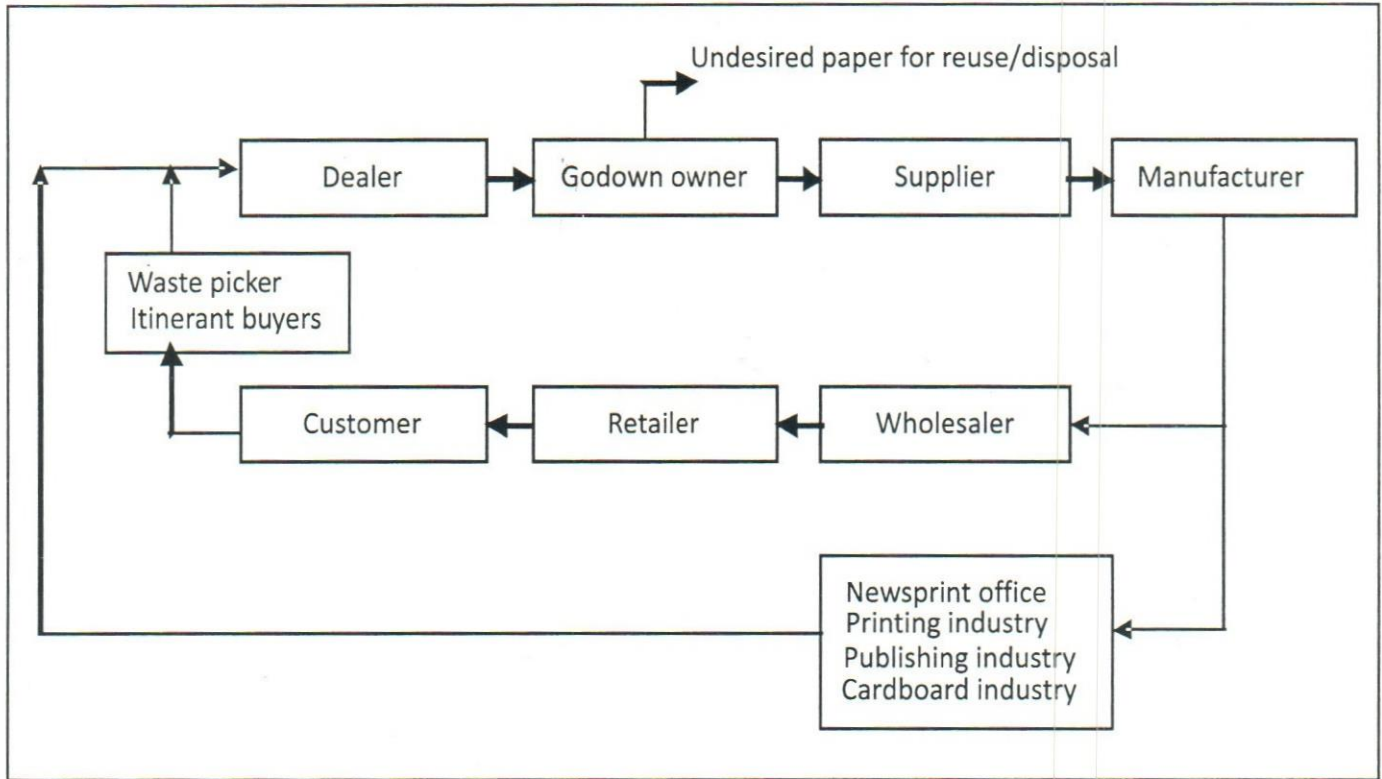 Undesired paper for reuse/disposal
Dealer
Godown owner
Supplier
Manufacturer
Waste picker
Itinerant buyers
Customer
Retailer
Wholesaler
Newsprint office
Printing industry
Publishing industry
Cardboard industry